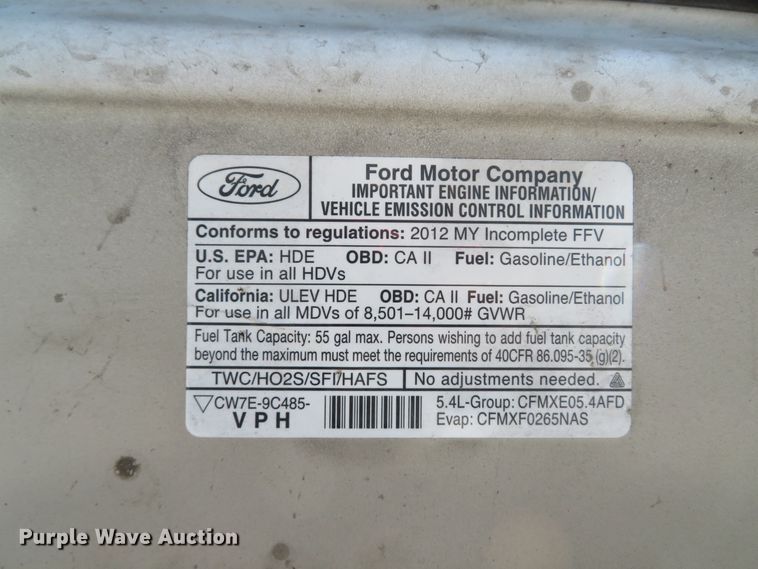 Ford
Ford Motor Company
IMPORTANT ENGINE INFORMATION/
VEHICLE EMISSION CONTROL INFORMATION
Conforms to regulations: 2012 MY Incomplete FFV
U.S. EPA: HDE OBD: CA II Fuel: Gasoline/Ethanol
For use in all HDVs
California: ULEV HDE OBD: CA II Fuel: Gasoline/Ethanol
For use in all MDVs of 8,501–14,000# GVWR
Fuel Tank Capacity: 55 gal max. Persons wishing to add fuel tank capacity
beyond the maximum must meet the requirements of 40CFR 86.095-35 (g)(2).
TWC/HO2S/SFI/HAFS No adjustments needed.
CW7E-9C485-
VPH
5.4L-Group: CFMXE05.4AFD
Evap: CFMXF0265NAS
Purple Wave Auction
Purple Wave Auction